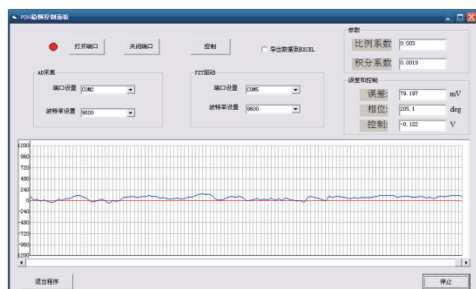 PDH稳频控制面板
打开端口
关闭端口
控制
导出数据到EXCEL
参数
比例系数 0.003
积分系数 0.0019
AD采集
端口设置 COM2
波特率设置 9600
PZT驱动
端口设置 COM5
波特率设置 9600
误差和控制
误差: 79.197 mV
相位: 205.1 deg
控制: -0.182 V
1200
960
720
480
240
0
-240
-480
-720
-960
-1200
退出程序
停止